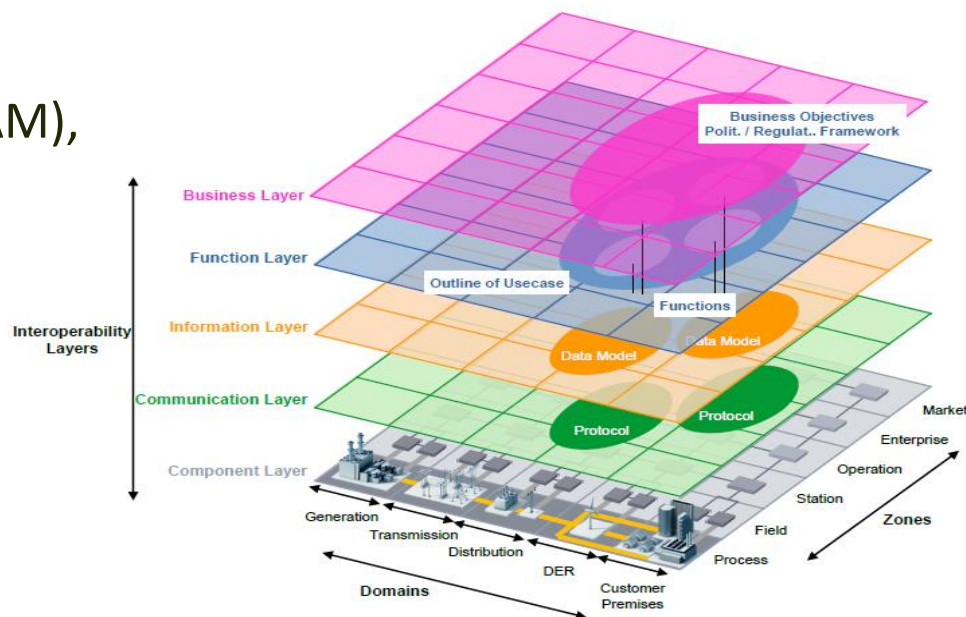 AM),
Business Objectives
Polit. / Regulat.. Framework
Business Layer
Function Layer
Outline of Usecase
Functions
Interoperability
Layers
Information Layer
Data Model
Data Model
Communication Layer
Protocol
Protocol
Component Layer
Market
Enterprise
Operation
Station
Field
Process
Zones
Generation
Transmission
Distribution
DER
Customer
Premises
Domains